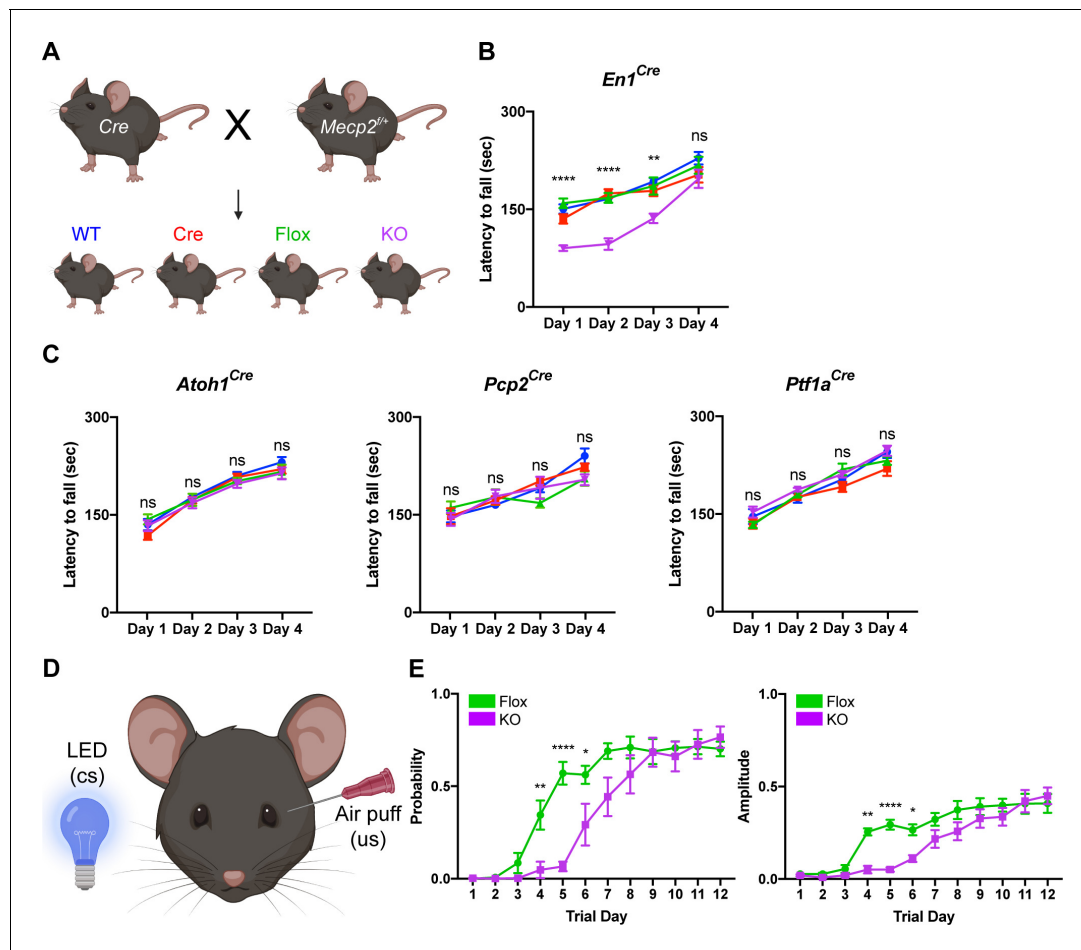 A
Cre
X
Mecp2f/+
WT
Cre
Flox
KO
B
En1Cre
Latency to fall (sec)
300
150
0
****
****
**
ns
Day 1 Day 2 Day 3 Day 4
C
Atoh1Cre
Latency to fall (sec)
300
150
0
ns
ns
ns
ns
Day 1 Day 2 Day 3 Day 4
Pcp2Cre
Latency to fall (sec)
300
150
0
ns
ns
ns
ns
Day 1 Day 2 Day 3 Day 4
Ptf1aCre
Latency to fall (sec)
300
150
0
ns
ns
ns
ns
Day 1 Day 2 Day 3 Day 4
D
LED
(cs)
Air puff
(us)
E
Probability
1.0
0.5
0.0
Flox
KO
**
****
*
1 2 3 4 5 6 7 8 9 10 11 12
Amplitude
1.0
0.5
0.0
Flox
KO
**
****
*
1 2 3 4 5 6 7 8 9 10 11 12
Trial Day
Trial Day